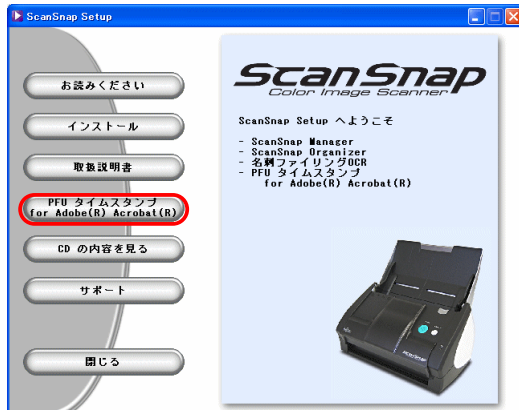 ScanSnap Setup
お読みください
インストール
取扱説明書
PFU タイムスタンプ
for Adobe(R) Acrobat(R)
CD の内容を見る
サポート
閉じる
ScanSnap
Color Image Scanner
ScanSnap Setup へようこそ
- ScanSnap Manager
- ScanSnap Organizer
- 名刺ファイリングOCR
- PFU タイムスタンプ
for Adobe(R) Acrobat(R)